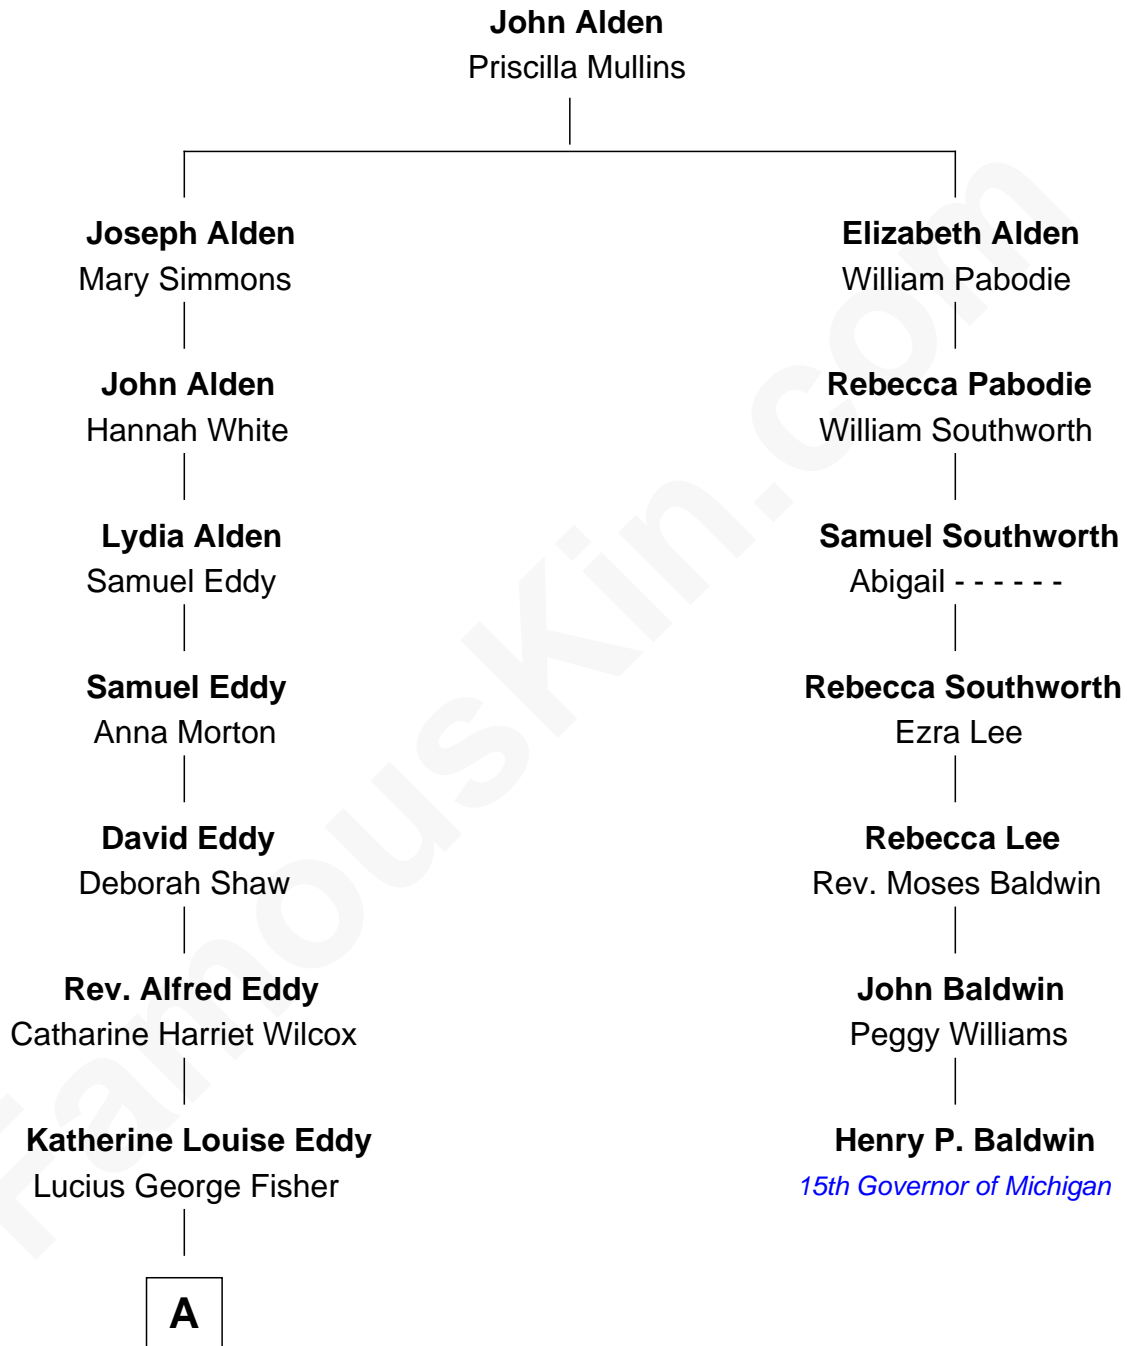 John Alden
Priscilla Mullins
Joseph Alden
Mary Simmons
Elizabeth Alden
William Pabodie
John Alden
Hannah White
Rebecca Pabodie
William Southworth
Lydia Alden
Samuel Eddy
Samuel Southworth
Abigail - - - - - -
Samuel Eddy
Anna Morton
Rebecca Southworth
Ezra Lee
David Eddy
Deborah Shaw
Rebecca Lee
Rev. Moses Baldwin
Rev. Alfred Eddy
Catharine Harriet Wilcox
John Baldwin
Peggy Williams
Katherine Louise Eddy
Lucius George Fisher
Henry P. Baldwin
15th Governor of Michigan
A
FamousKin.com